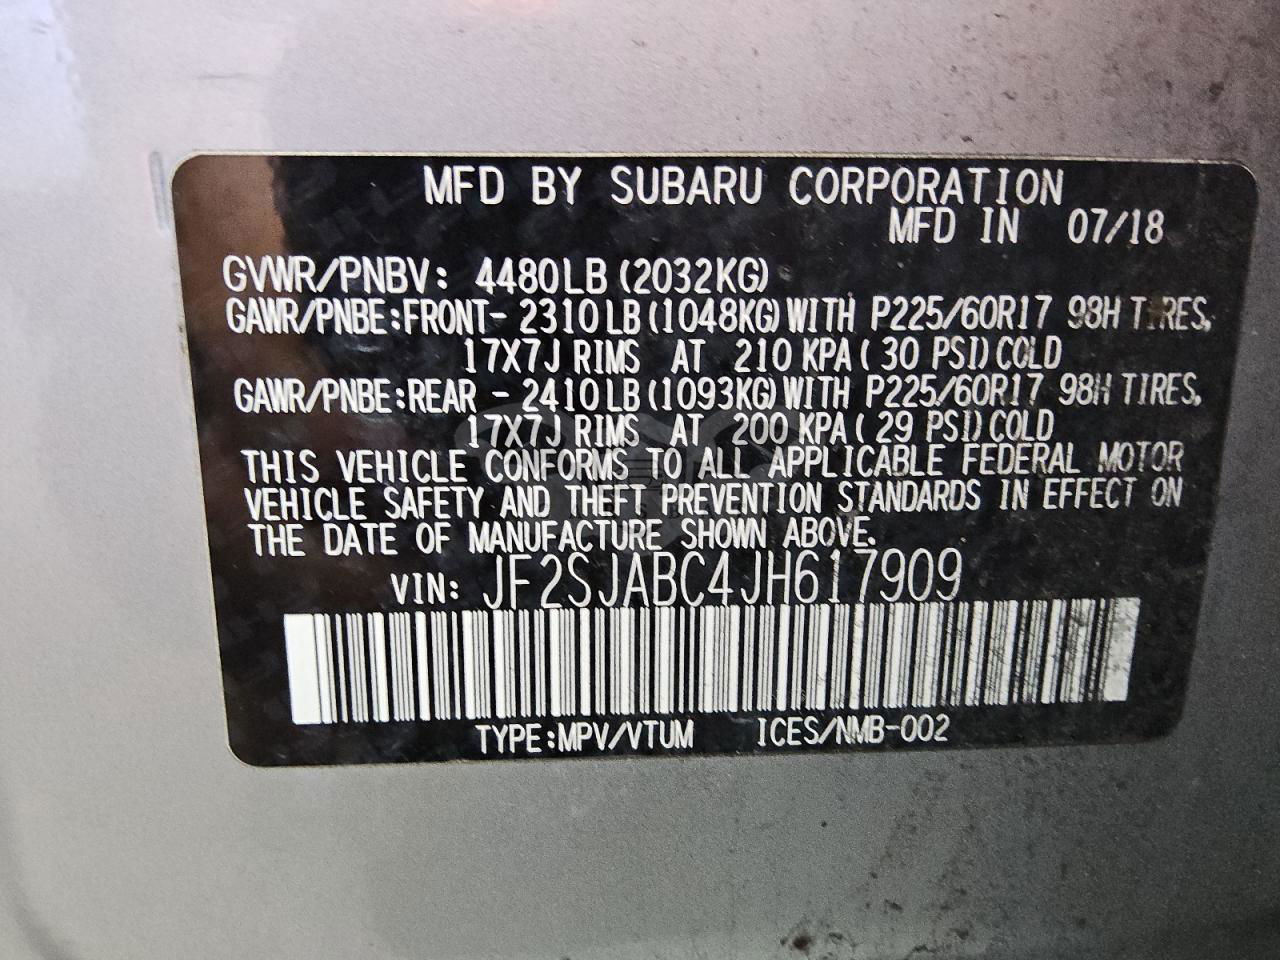 MFD BY SUBARU CORPORATION
MFD IN 07/18
GVWR/PNBV: 4480LB (2032KG)
GAWR/PNBE:FRONT- 2310LB(1048KG)WITH P225/60R17 98H TIRES,
17X7J RIMS AT 210 KPA(30 PSI)COLD
GAWR/PNBE:REAR - 2410LB(1093KG)WITH P225/60R17 98H TIRES,
17X7J RIMS AT 200 KPA(29 PSI)COLD
THIS VEHICLE CONFORMS TO ALL APPLICABLE FEDERAL MOTOR
VEHICLE SAFETY AND THEFT PREVENTION STANDARDS IN EFFECT ON
THE DATE OF MANUFACTURE SHOWN ABOVE.
VIN: JF2SJABC4JH617909
TYPE:MPV/VTUM ICES/NMB-002